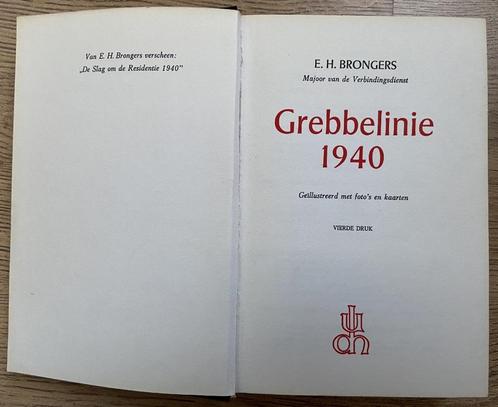 Van E. H. Brongers verscheen:
„De Slag om de Residentie 1940”
E. H. BRONGERS
Majoor van de Verbindingsdienst
Grebbelinie
1940
Geïllustreerd met foto's en kaarten
VIERDE DRUK